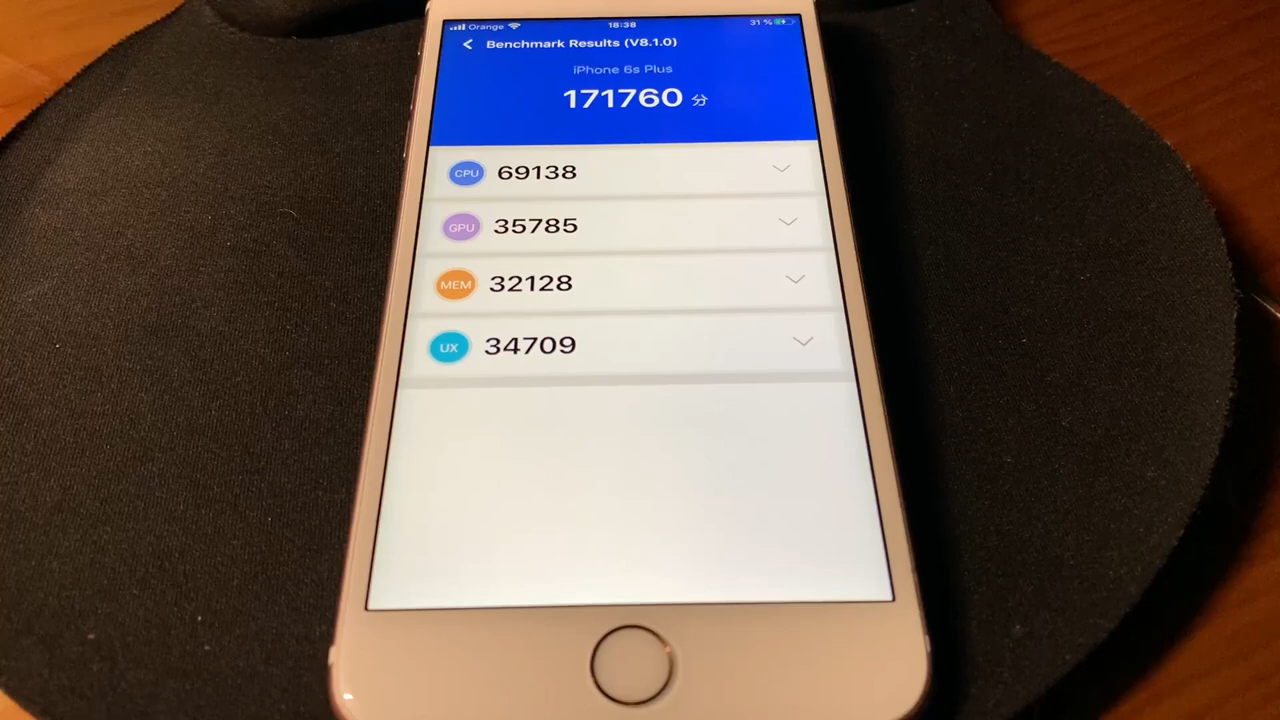 Orange 18:38 31 %
Benchmark Results (V8.1.0)
iPhone 6s Plus
171760 分
CPU 69138
GPU 35785
MEM 32128
UX 34709